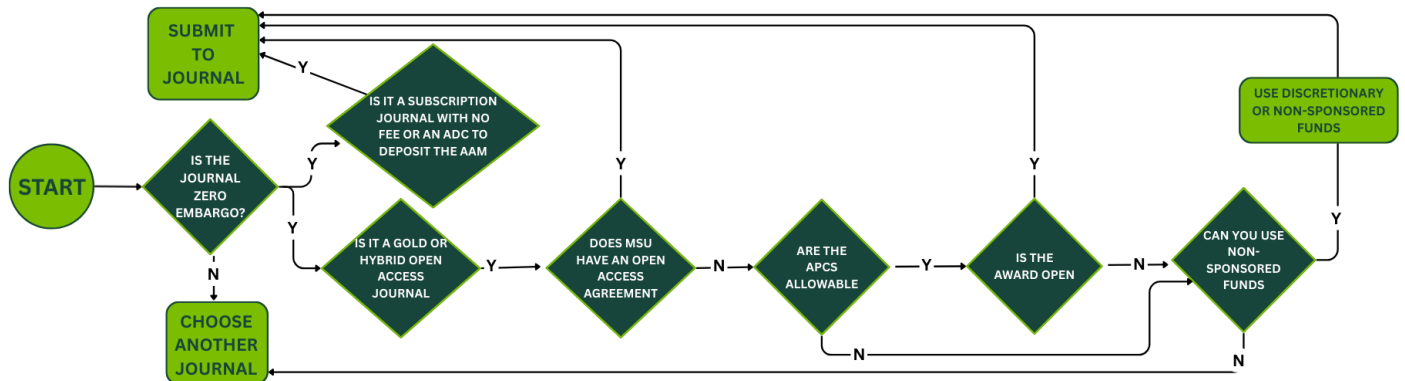 SUBMIT
TO
JOURNAL
Y
IS IT A SUBSCRIPTION
JOURNAL WITH NO
FEE OR AN ADC TO
DEPOSIT THE AAM
USE DISCRETIONARY
OR NON-SPONSORED
FUNDS
START
IS THE
JOURNAL
ZERO
EMBARGO?
Y
Y
N
CHOOSE
ANOTHER
JOURNAL
IS IT A GOLD OR
HYBRID OPEN
ACCESS
JOURNAL
Y
DOES MSU
HAVE AN OPEN
ACCESS
AGREEMENT
Y
N
ARE THE
APCS
ALLOWABLE
Y
N
IS THE
AWARD OPEN
Y
N
CAN YOU USE
NON-
SPONSORED
FUNDS
Y
N